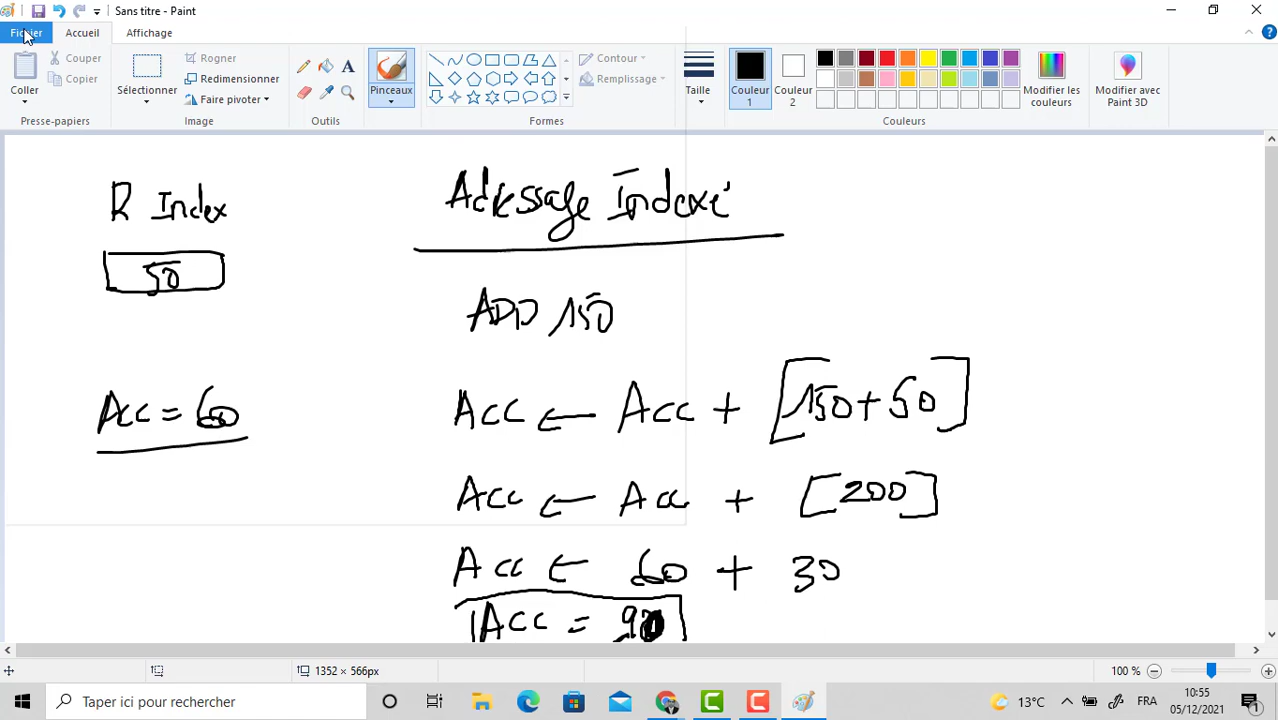 Sans titre - Paint
Fichier Accueil Affichage
Coller
Couper
Copier
Presse-papiers
Sélectionner
Rogner
Redimensionner
Faire pivoter
Image
Outils
Pinceaux
Contour
Remplissage
Formes
Taille
Couleur 1
Couleur 2
Modifier les couleurs
Couleurs
Modifier avec Paint 3D
R Index
50
Acc = 60
Adressage Indexé
ADD 150
Acc ← Acc + [150+50]
Acc ← Acc + [200]
Acc ← 60 + 30
Acc = 90
1352 × 566px
100 %
Taper ici pour rechercher
13°C
FRA
10:55
05/12/2021
1